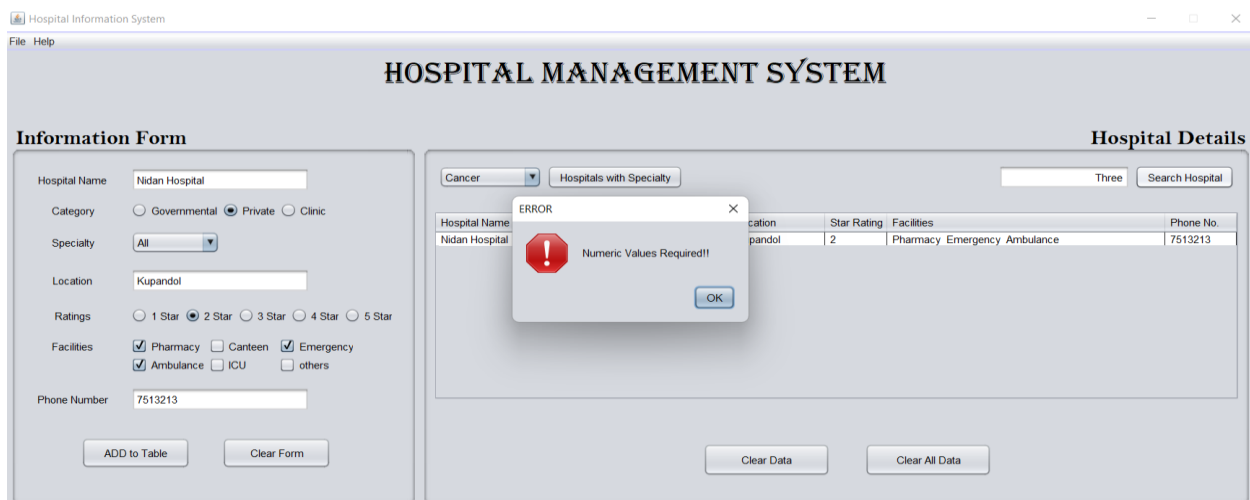 Hospital Information System
File Help
HOSPITAL MANAGEMENT SYSTEM
Information Form
Hospital Name Nidan Hospital
Category Governmental Private Clinic
Specialty All
Location Kupandol
Ratings 1 Star 2 Star 3 Star 4 Star 5 Star
Facilities Pharmacy Canteen Emergency
Ambulance ICU others
Phone Number 7513213
ADD to Table Clear Form
Hospital Details
Cancer Hospitals with Specialty Three Search Hospital
Hospital Name cation Star Rating Facilities Phone No.
Nidan Hospital pandol 2 Pharmacy Emergency Ambulance 7513213
ERROR
Numeric Values Required!!
OK
Clear Data Clear All Data